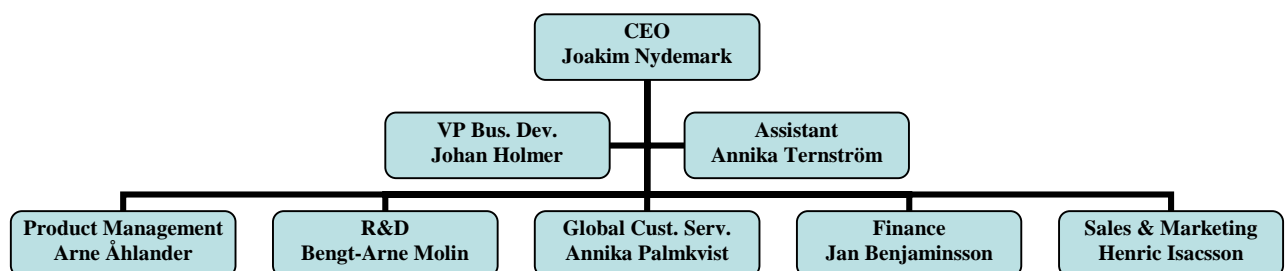 CEO
Joakim Nydemark
VP Bus. Dev.
Johan Holmer
Assistant
Annika Ternström
Product Management
Arne Åhlander
R&D
Bengt-Arne Molin
Global Cust. Serv.
Annika Palmkvist
Finance
Jan Benjaminsson
Sales & Marketing
Henric Isacsson